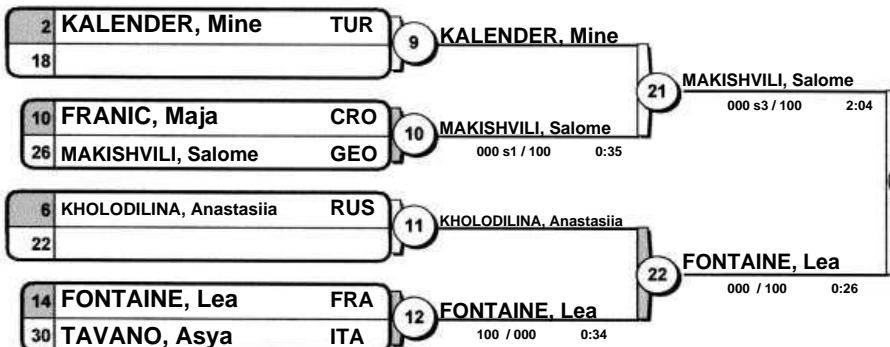 2 KALENDER, Mine TUR
18
9 KALENDER, Mine
10 FRANIC, Maja CRO
26 MAKISHVILI, Salome GEO
10 MAKISHVILI, Salome
000 s1 / 100 0:35
21 MAKISHVILI, Salome
000 s3 / 100 2:04
6 KHOLODILINA, Anastasiia RUS
22
11 KHOLODILINA, Anastasiia
14 FONTAINE, Lea FRA
30 TAVANO, Asya ITA
12 FONTAINE, Lea
100 / 000 0:34
22 FONTAINE, Lea
000 / 100 0:26